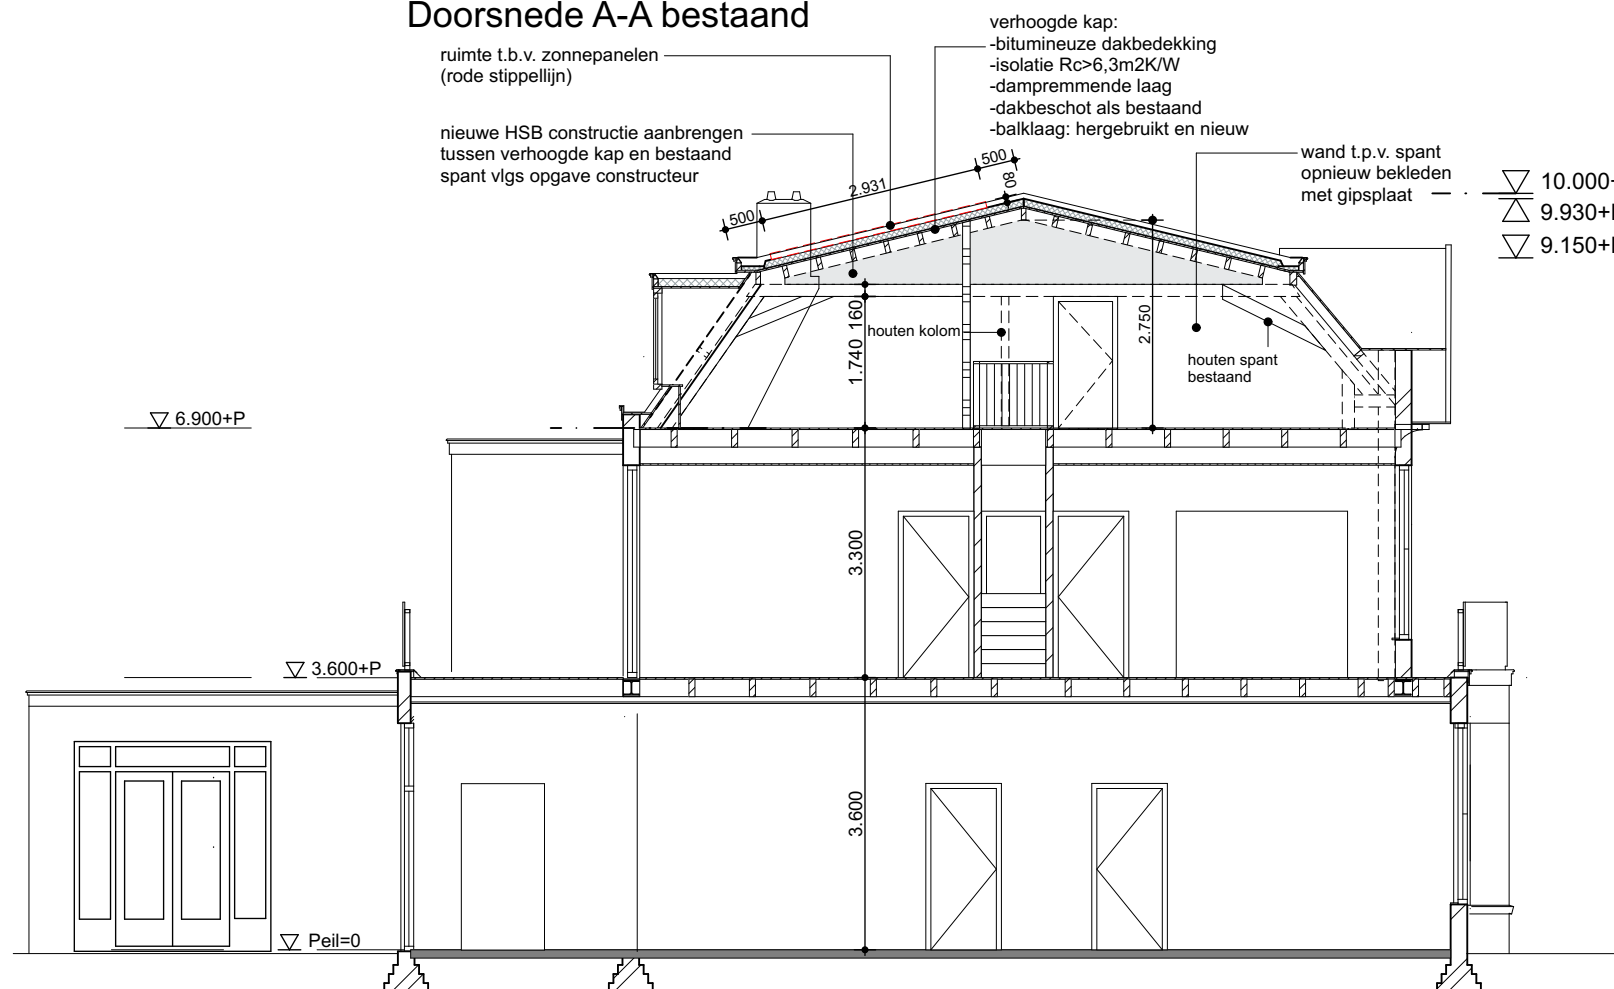 Doorsnede A-A bestaand
ruimte t.b.v. zonnepanelen
(rode stippellijn)
nieuwe HSB constructie aanbrengen
tussen verhoogde kap en bestaand
spant vlgs opgave constructeur
verhoogde kap:
-bitumineuze dakbedekking
-isolatie Rc>6,3m2K/W
-dampremmende laag
-dakbeschot als bestaand
-balklaag: hergebruikt en nieuw
wand t.p.v. spant
opnieuw bekleden
met gipsplaat
10.000+
9.930+
9.150+
500
2.931
500
80
160
1.740
houten kolom
2.750
houten spant
bestaand
6.900+P
3.300
3.600+P
3.600
Peil=0